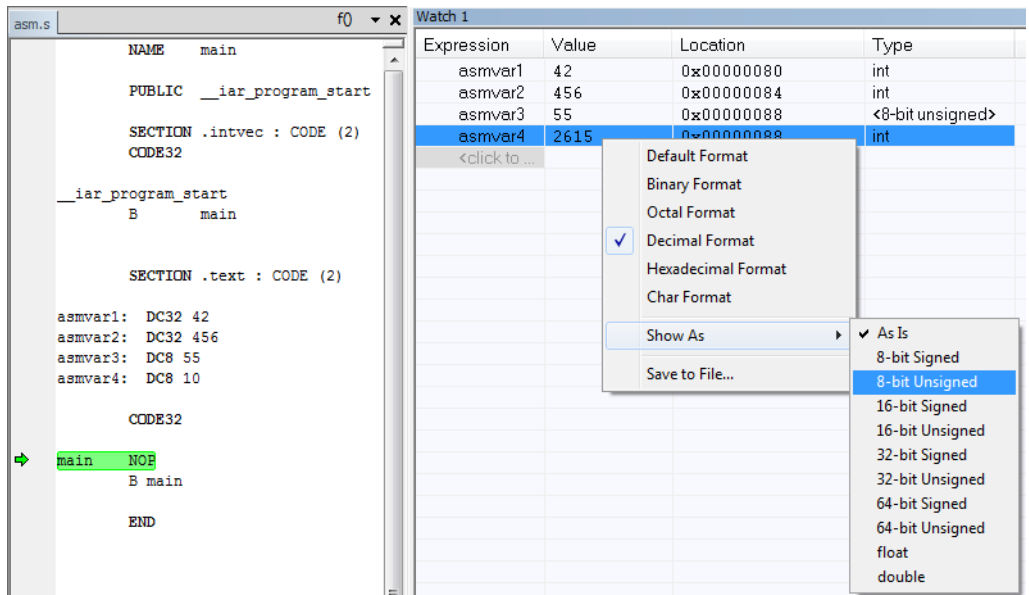 asm.s
f()
NAME main
PUBLIC __iar_program_start
SECTION .intvec : CODE (2)
CODE32
__iar_program_start
B main
SECTION .text : CODE (2)
asmvar1: DC32 42
asmvar2: DC32 456
asmvar3: DC8 55
asmvar4: DC8 10
CODE32
main NOP
B main
END
Watch 1
Expression Value Location Type
asmvar1 42 0x00000080 int
asmvar2 456 0x00000084 int
asmvar3 55 0x00000088 <8-bit unsigned>
asmvar4 2615 0x00000088 int
<click to ...
Default Format
Binary Format
Octal Format
Decimal Format
Hexadecimal Format
Char Format
Show As
Save to File...
As Is
8-bit Signed
8-bit Unsigned
16-bit Signed
16-bit Unsigned
32-bit Signed
32-bit Unsigned
64-bit Signed
64-bit Unsigned
float
double